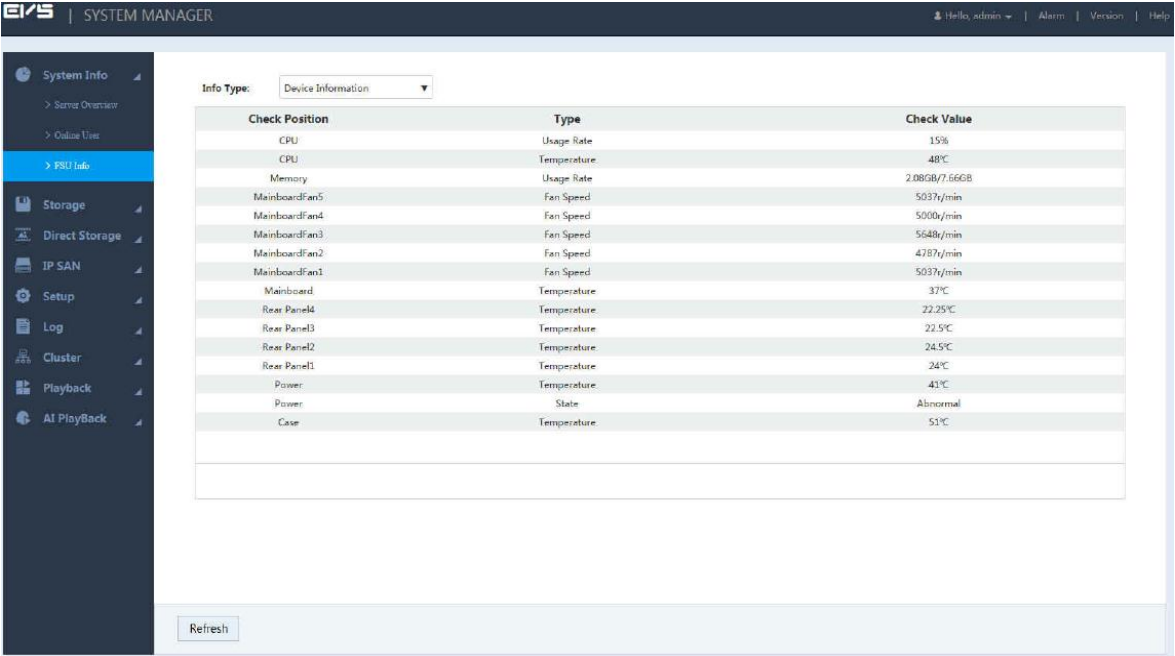 EVS | SYSTEM MANAGER
Hello, admin | Alarm | Version | Help
System Info
> Server Overview
> Online User
> PSU Info
Storage
Direct Storage
IP SAN
Setup
Log
Cluster
Playback
AI PlayBack
Info Type: Device Information
Check Position Type Check Value
CPU Usage Rate 15%
CPU Temperature 48℃
Memory Usage Rate 2.08GB/7.66GB
MainboardFan5 Fan Speed 5037r/min
MainboardFan4 Fan Speed 5000r/min
MainboardFan3 Fan Speed 5648r/min
MainboardFan2 Fan Speed 4787r/min
MainboardFan1 Fan Speed 5037r/min
Mainboard Temperature 37℃
Rear Panel4 Temperature 22.25℃
Rear Panel3 Temperature 22.5℃
Rear Panel2 Temperature 24.5℃
Rear Panel1 Temperature 24℃
Power Temperature 41℃
Power State Abnormal
Case Temperature 51℃
Refresh